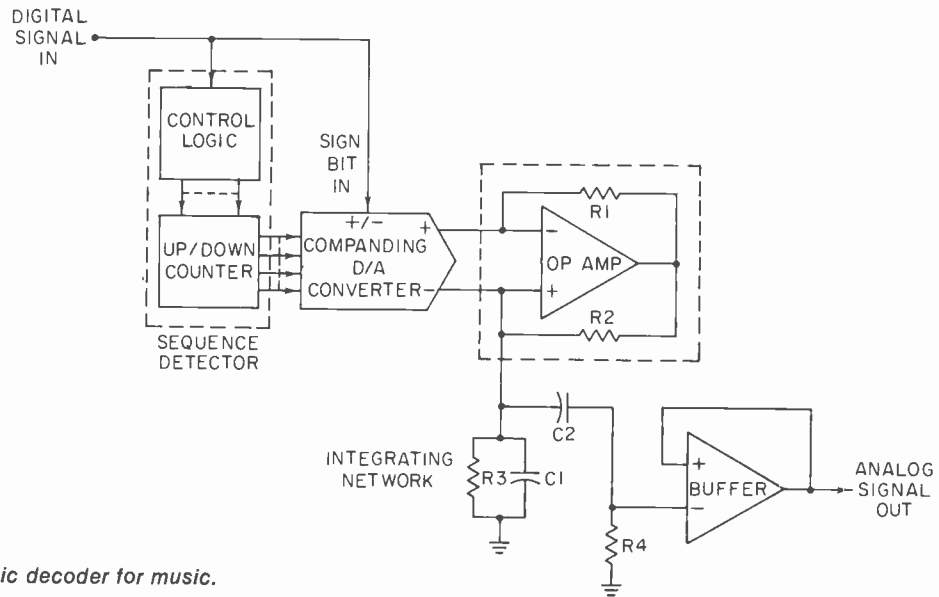 DIGITAL
SIGNAL
IN
CONTROL
LOGIC
SIGN
BIT
IN
UP/DOWN
COUNTER
+/-
+
COMPANDING
D/A
CONVERTER-
SEQUENCE
DETECTOR
R1
-
OP AMP
+
R2
C2
INTEGRATING
NETWORK
R3
C1
R4
+
BUFFER
-
ANALOG
SIGNAL
OUT
ic decoder for music.